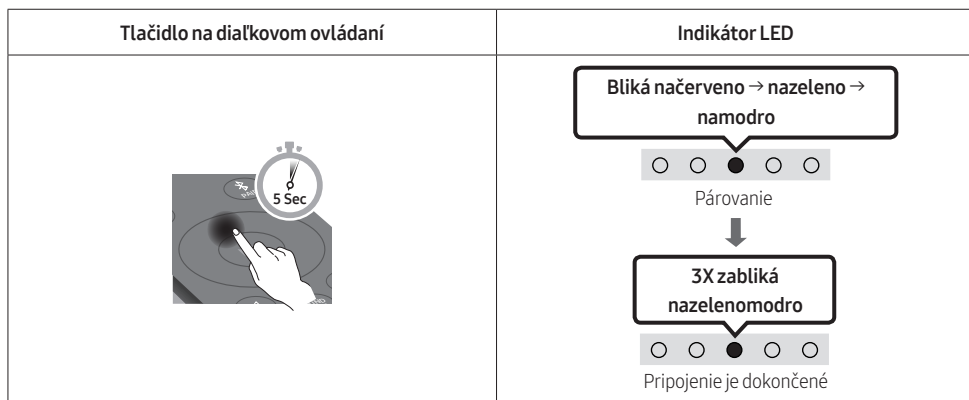 Tlačidlo na diaľkovom ovládaní
Indikátor LED
5 Sec
Bliká načerveno → nazeleno →
namodro
Párovanie
3X zabliká
nazelenomodro
Pripojenie je dokončené